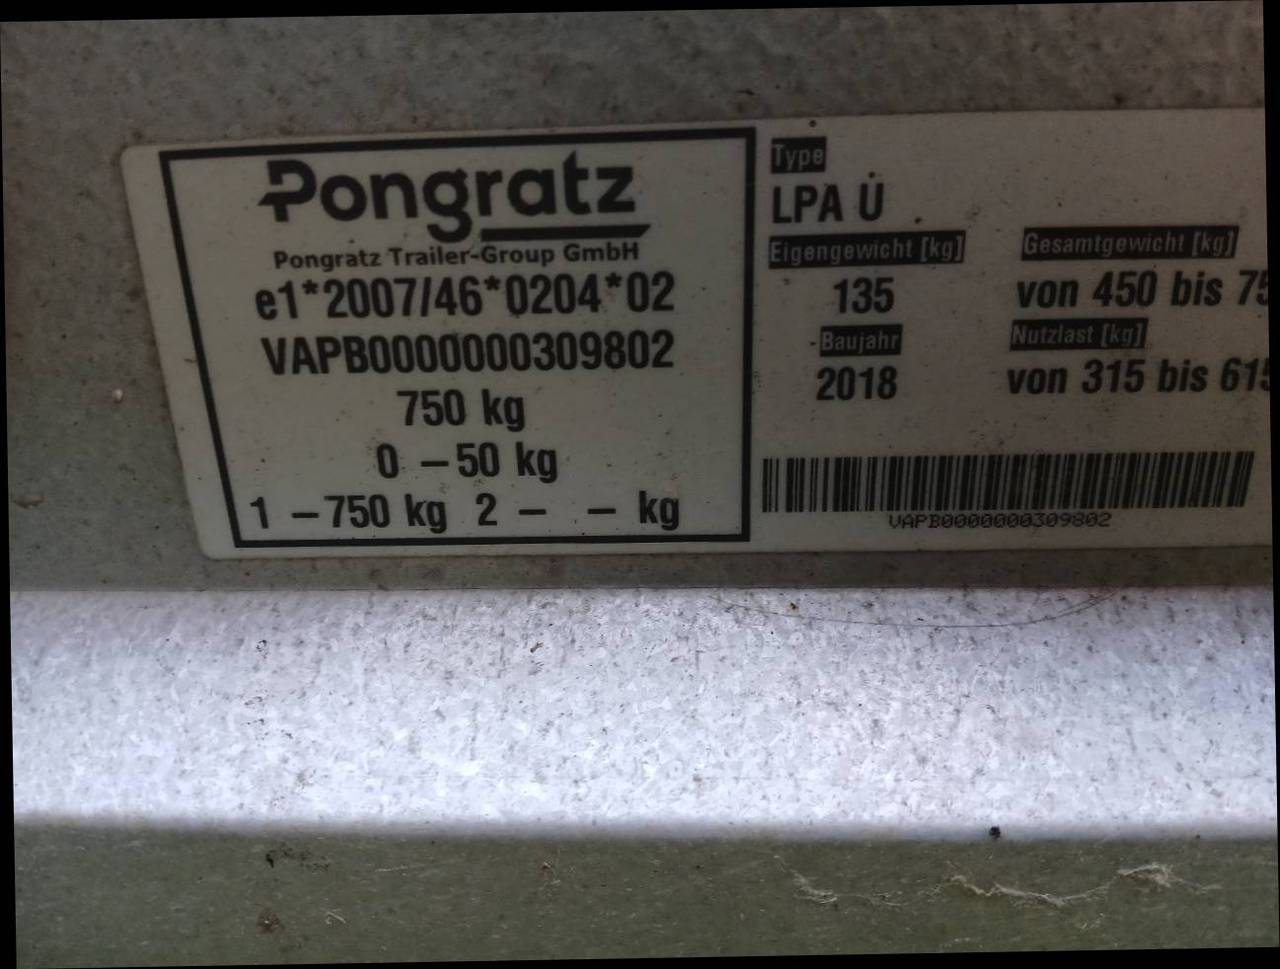 Pongratz
Pongratz Trailer-Group GmbH
e1*2007/46*0204*02
VAPB0000000309802
750 kg
0 – 50 kg
1 – 750 kg 2 – – kg
Type
LPA U
Eigengewicht [kg] Gesamtgewicht [kg]
135 von 450 bis 75
Baujahr Nutzlast [kg]
2018 von 315 bis 615
VAPB0000000309802